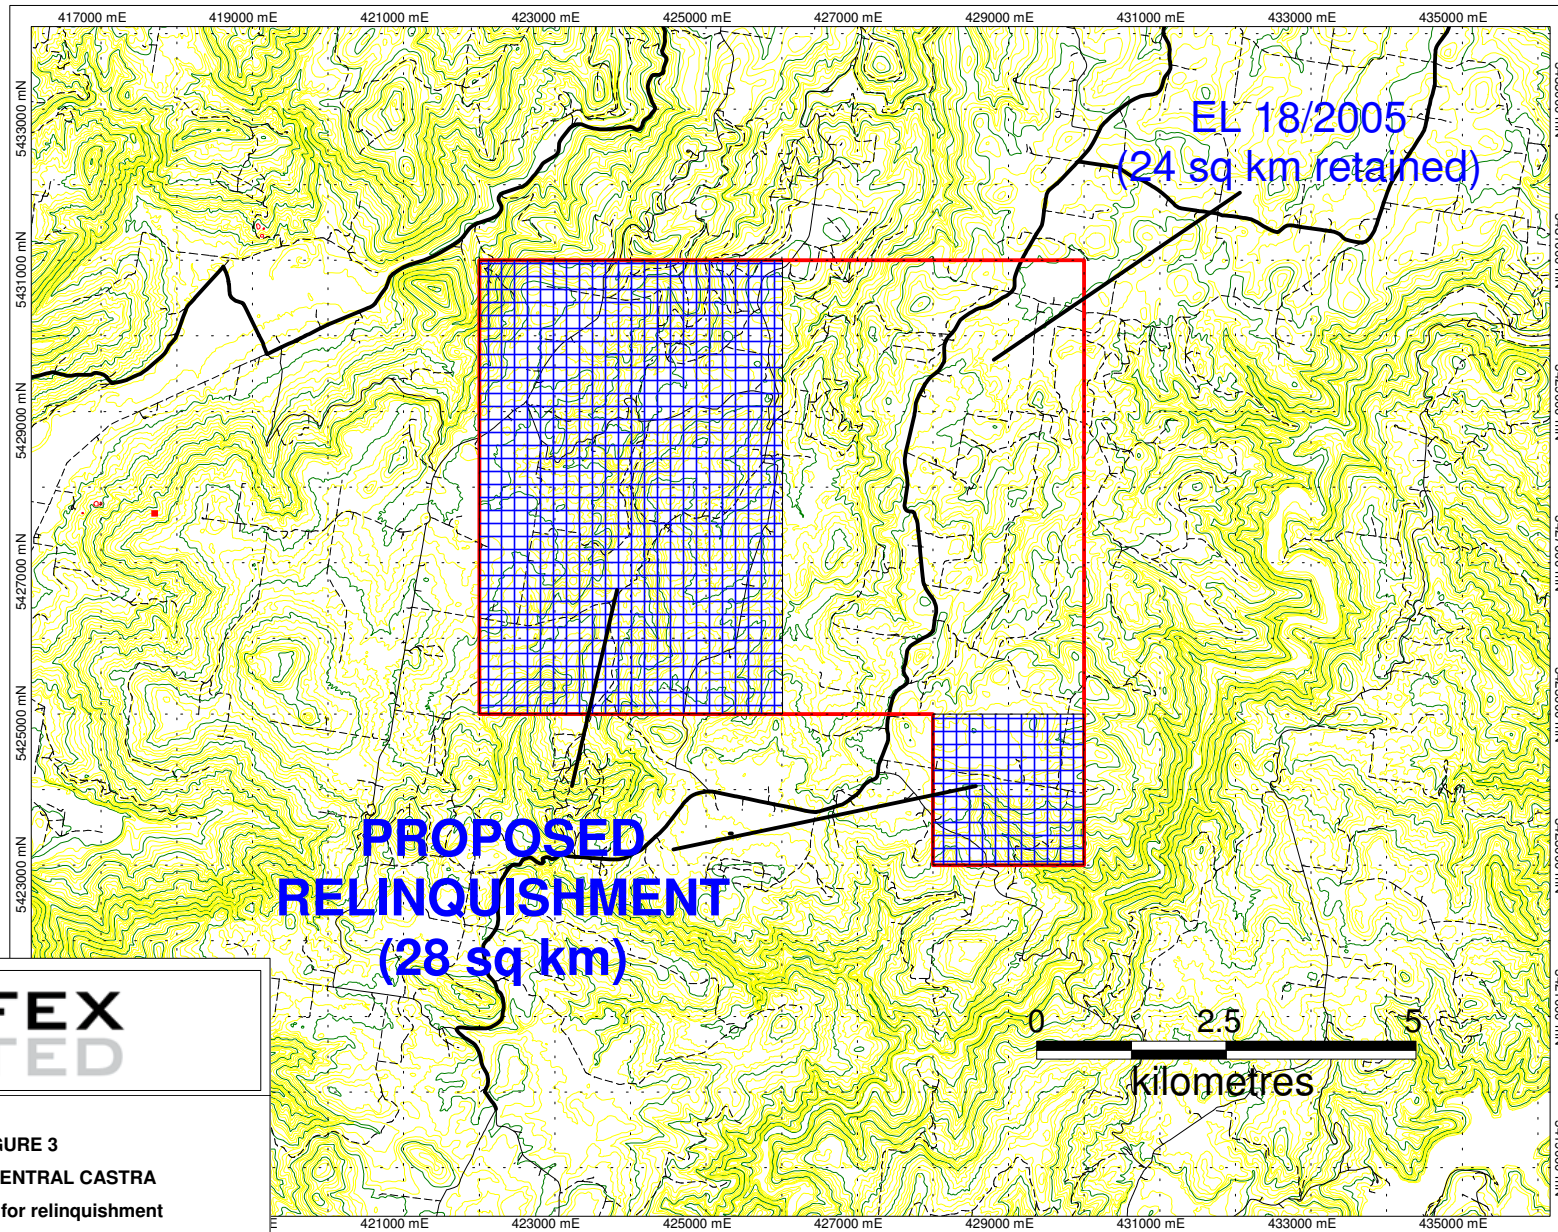 417000 mE 419000 mE 421000 mE 423000 mE 425000 mE 427000 mE 429000 mE 431000 mE 433000 mE 435000 mE
5433000 mN
5431000 mN
5429000 mN
5427000 mN
5425000 mN
5423000 mN
EL 18/2005
(24 sq km retained)
PROPOSED
RELINQUISHMENT
(28 sq km)
0 2.5 5
kilometres
FEX
TED
GURE 3
ENTRAL CASTRA
for relinquishment
E 421000 mE 423000 mE 425000 mE 427000 mE 429000 mE 431000 mE 433000 mE 435000 mE